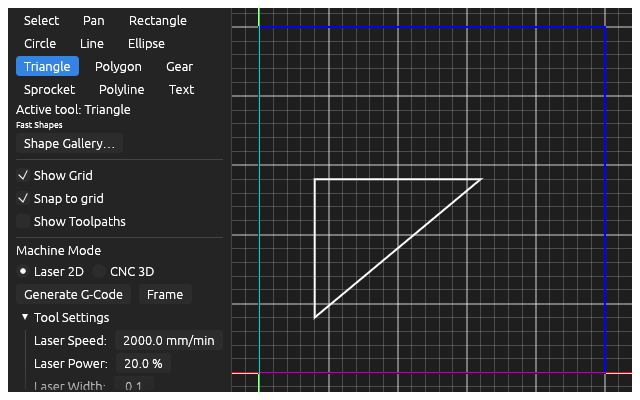 Select Pan Rectangle
Circle Line Ellipse
Triangle Polygon Gear
Sprocket Polyline Text
Active tool: Triangle
Fast Shapes
Shape Gallery...
Show Grid
Snap to grid
Show Toolpaths
Machine Mode
Laser 2D CNC 3D
Generate G-Code Frame
Tool Settings
Laser Speed: 2000.0 mm/min
Laser Power: 20.0 %
Laser Width: 0.1